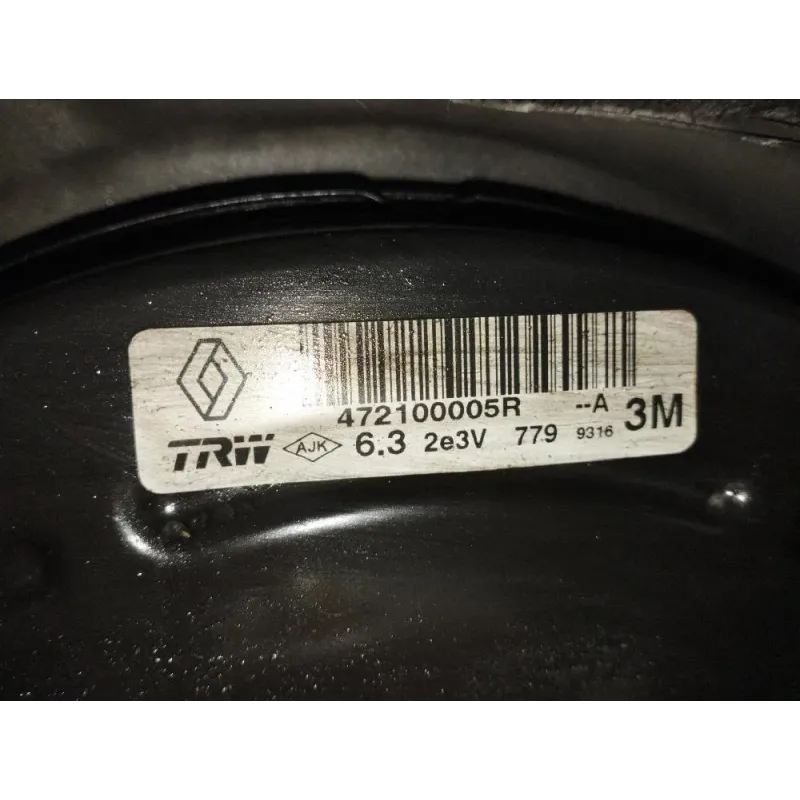 472100005R --A 3M
TRW AJK 6.3 2e3V 779 9316